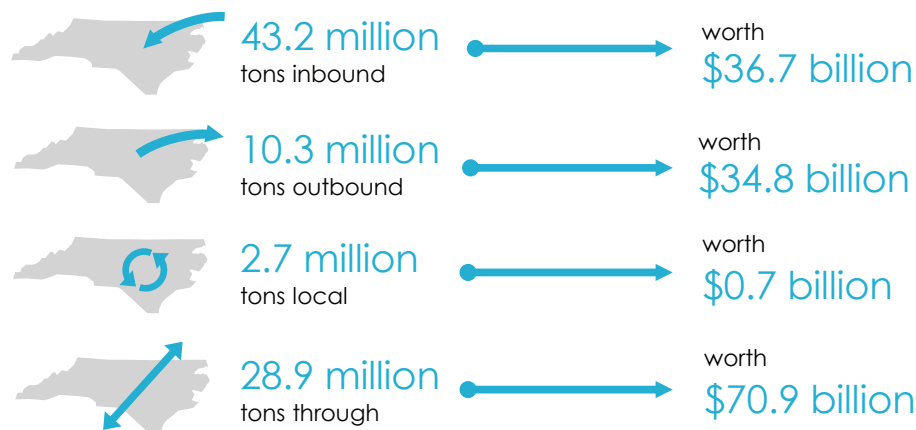 43.2 million
tons inbound
worth
$36.7 billion
10.3 million
tons outbound
worth
$34.8 billion
2.7 million
tons local
worth
$0.7 billion
28.9 million
tons through
worth
$70.9 billion